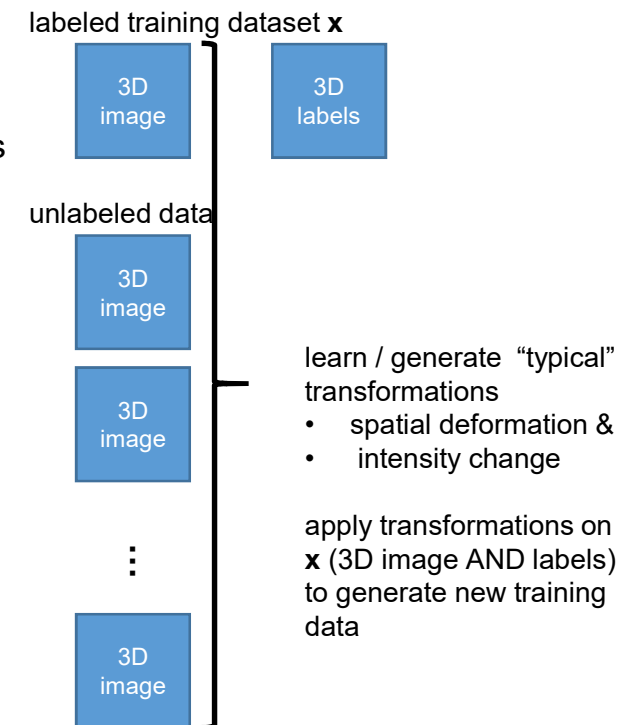 labeled training dataset x
3D
image
3D
labels
s
unlabeled data
3D
image
3D
image
⋮
3D
image
learn / generate “typical”
transformations
• spatial deformation &
• intensity change
apply transformations on
x (3D image AND labels)
to generate new training
data